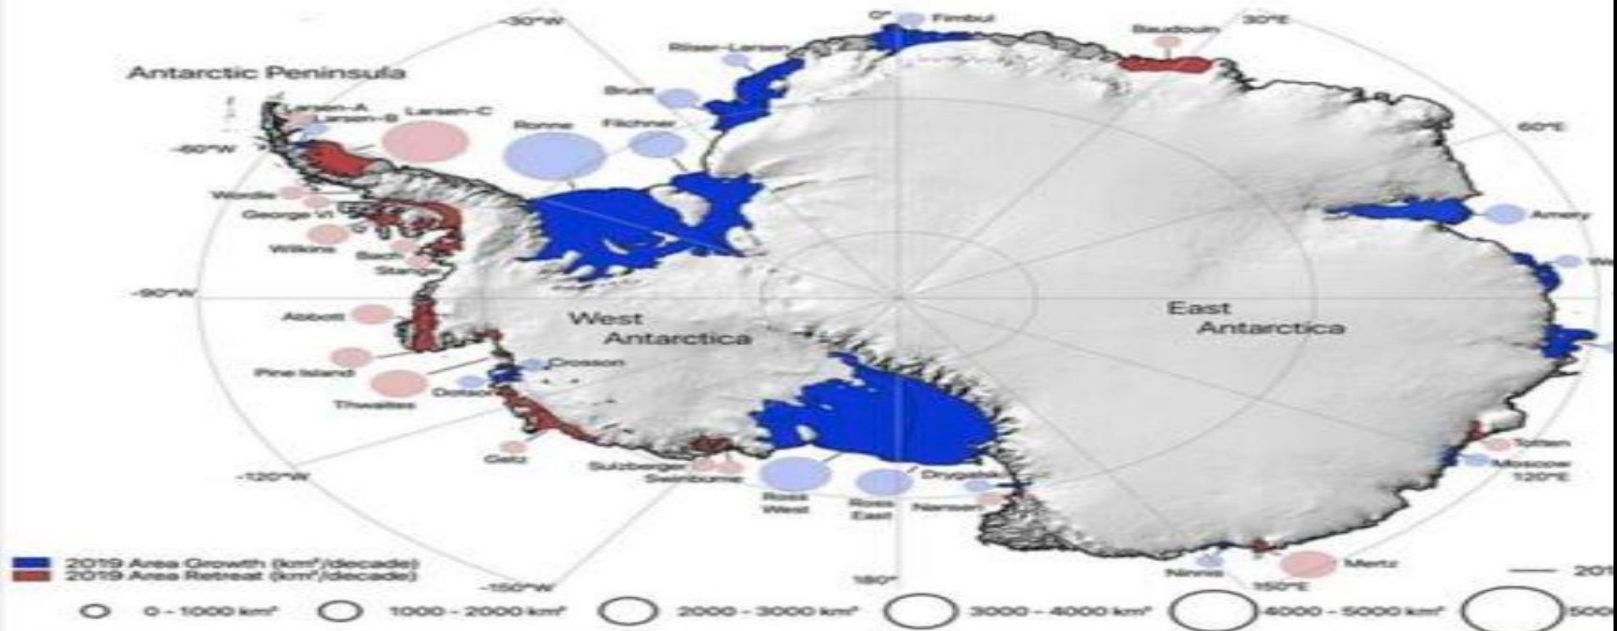 -30°W
0°
Fimbul
30°E
Baudouin
Riiser-Larsen
Antarctic Peninsula
Brunt
Larsen-A
Larsen-B
Larsen-C
Ronne
Filchner
60°E
-60°W
Wordie
George VI
Amery
Wilkins
Bach
Stange
We
-90°W
East
Antarctica
Abbott
West
Antarctica
Pine Island
Crosson
Thwaites
Dotson
Getz
Totten
Sulzberger
Moscow
Swinburne
Drygalski
120°E
-120°W
Ross
West
Ross
East
Nansen
2019 Area Growth (km²/decade)
2019 Area Retreat (km²/decade)
Mertz
Ninnis
201
-150°W
180°
150°E
0 - 1000 km²
1000 - 2000 km²
2000 - 3000 km²
3000 - 4000 km²
4000 - 5000 km²
500